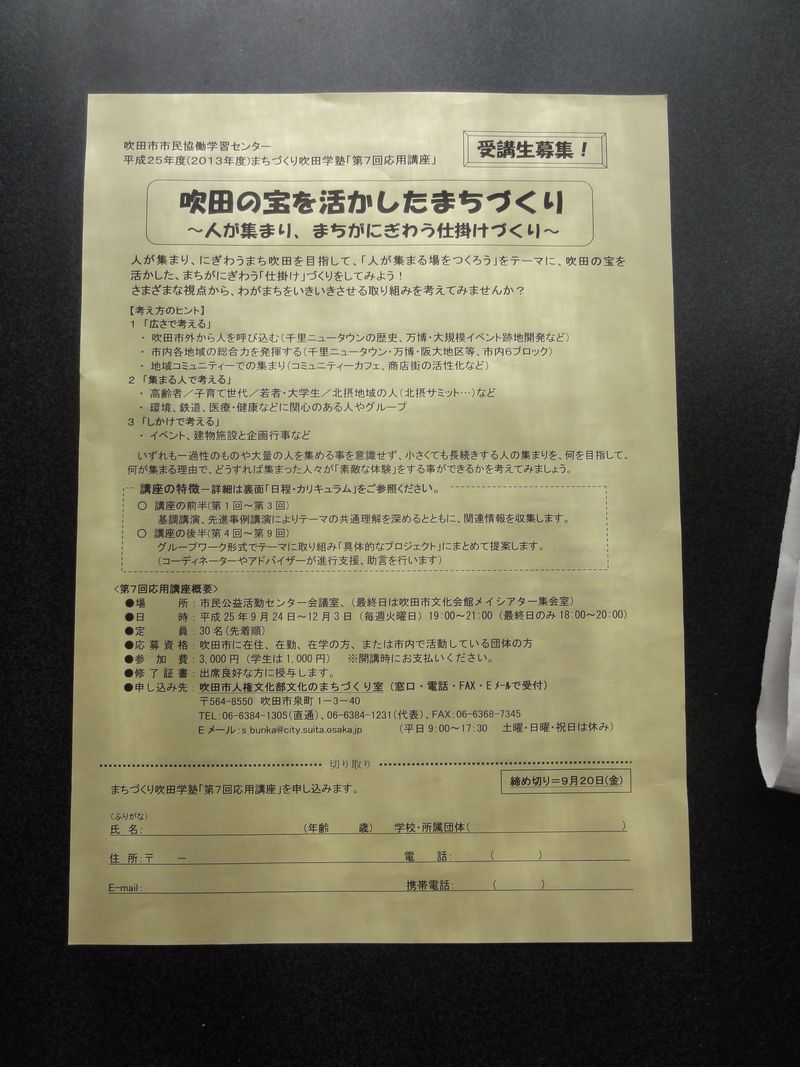 吹田市市民協働学習センター
平成25年度(2013年度)まちづくり吹田学塾「第7回応用講座」
受講生募集!
吹田の宝を活かしたまちづくり
～人が集まり、まちがにぎわう仕掛けづくり～
人が集まり、にぎわうまち吹田を目指して、「人が集まる場をつくろう」をテーマに、吹田の宝を
活かした、まちがにぎわう「仕掛け」づくりをしてみよう!
さまざまな視点から、わがまちをいきいきさせる取り組みを考えてみませんか?
【考え方のヒント】
1 「広さで考える」
・ 吹田市外から人を呼び込む(千里ニュータウンの歴史、万博・大規模イベント跡地開発など)
・ 市内各地域の総合力を発揮する(千里ニュータウン・万博・阪大地区等、市内6ブロック)
・ 地域コミュニティーでの集まり(コミュニティーカフェ、商店街の活性化など)
2 「集まる人で考える」
・ 高齢者/子育て世代/若者・大学生/北摂地域の人(北摂サミット…)など
・ 環境、鉄道、医療・健康などに関心のある人やグループ
3 「しかけで考える」
・ イベント、建物施設と企画行事など
いずれも一過性のものや大量の人を集める事を意識せず、小さくても長続きする人の集まりを、何を目指して、
何が集まる理由で、どうすれば集まった人々が「素敵な体験」をする事ができるかを考えてみましょう。
講座の特徴－詳細は裏面「日程・カリキュラム」をご参照ください。
○ 講座の前半(第1回～第3回)
基調講演、先進事例講演によりテーマの共通理解を深めるとともに、関連情報を収集します。
○ 講座の後半(第4回～第9回)
グループワーク形式でテーマに取り組み「具体的なプロジェクト」にまとめて提案します。
(コーディネーターやアドバイザーが進行支援、助言を行います)
<第7回応用講座概要>
●場 所:市民公益活動センター会議室、(最終日は吹田市文化会館メイシアター集会室)
●日 時:平成25年9月24日～12月3日(毎週火曜日)19:00～21:00(最終日のみ18:00～20:00)
●定 員:30名(先着順)
●応募資格:吹田市に在住、在勤、在学の方、または市内で活動している団体の方
●参 加 費:3,000円(学生は1,000円) ※開講時にお支払いください。
●修了証書:出席良好な方に授与します。
●申し込み先:吹田市人権文化部文化のまちづくり室(窓口・電話・FAX・Eメールで受付)
〒564-8550 吹田市泉町1-3-40
TEL:06-6384-1305(直通)、06-6384-1231(代表)、FAX:06-6368-7345
Eメール:s_bunka@city.suita.osaka.jp (平日9:00～17:30 土曜・日曜・祝日は休み)
切り取り
まちづくり吹田学塾「第7回応用講座」を申し込みます。
締め切り=9月20日(金)
(ふりがな)
氏 名: (年齢 歳) 学校・所属団体( )
住 所:〒 － 電 話: ( )
E-mail: 携帯電話: ( )